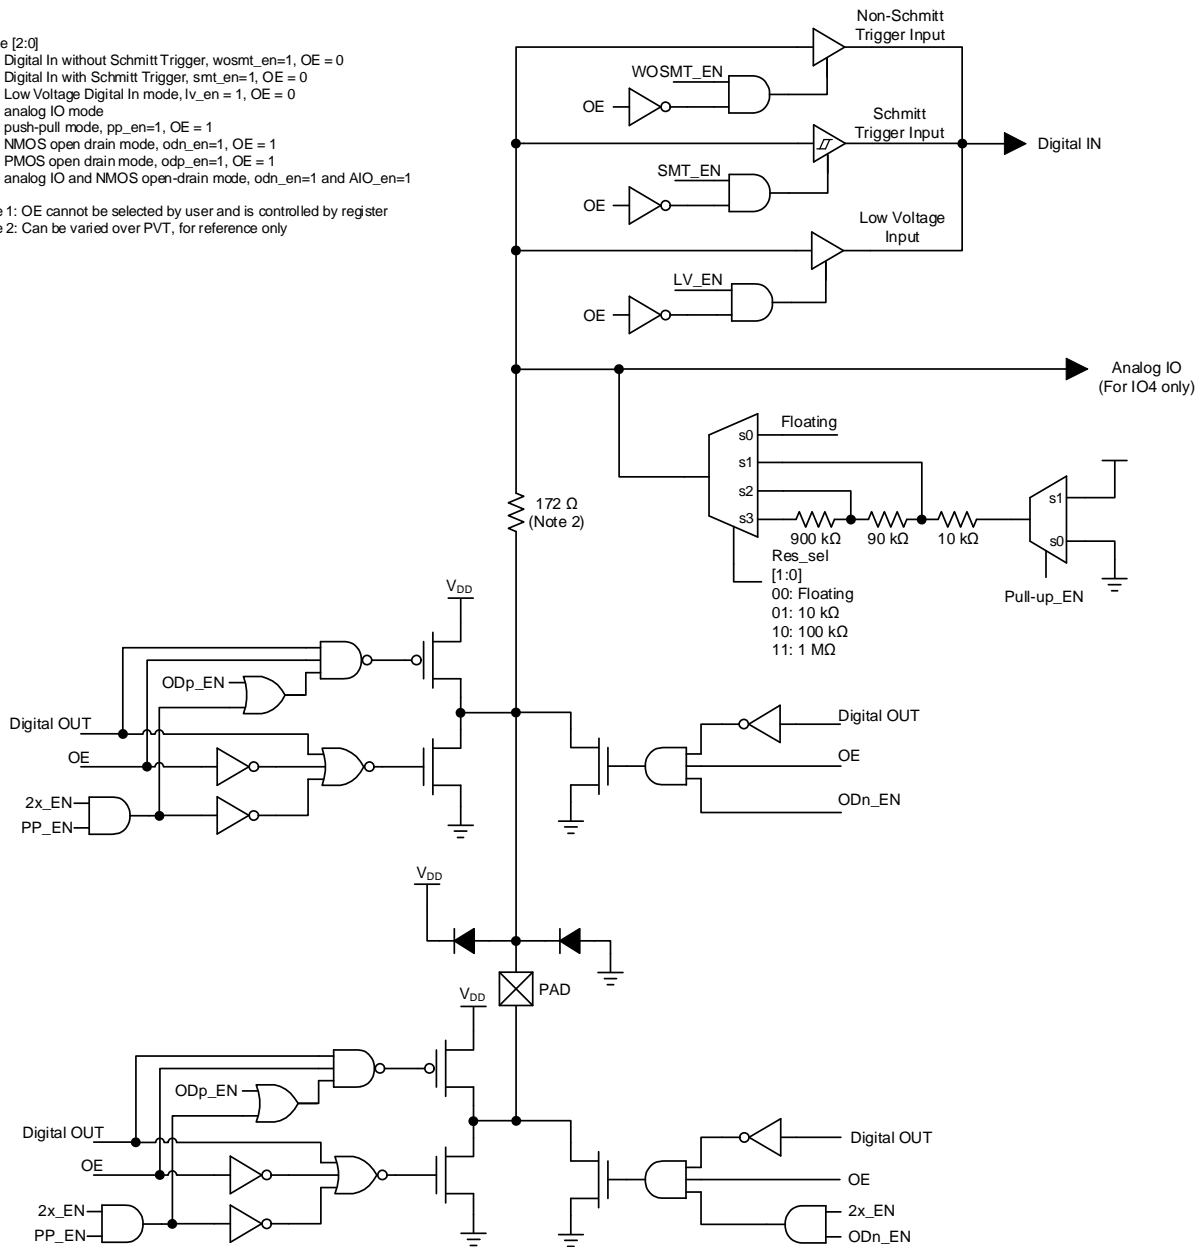 e [2:0]
Digital In without Schmitt Trigger, wosmt_en=1, OE = 0
Digital In with Schmitt Trigger, smt_en=1, OE = 0
Low Voltage Digital In mode, lv_en = 1, OE = 0
analog IO mode
push-pull mode, pp_en=1, OE = 1
NMOS open drain mode, odn_en=1, OE = 1
PMOS open drain mode, odp_en=1, OE = 1
analog IO and NMOS open-drain mode, odn_en=1 and AIO_en=1
e 1: OE cannot be selected by user and is controlled by register
e 2: Can be varied over PVT, for reference only
Non-Schmitt
Trigger Input
WOSMT_EN
OE
Schmitt
Trigger Input
Digital IN
SMT_EN
OE
Low Voltage
Input
LV_EN
OE
Analog IO
(For IO4 only)
Floating
s0
s1
s2
s3
900 kΩ
90 kΩ
10 kΩ
s1
s0
Pull-up_EN
Res_sel
[1:0]
00: Floating
01: 10 kΩ
10: 100 kΩ
11: 1 MΩ
172 Ω
(Note 2)
VDD
ODp_EN
Digital OUT
OE
2x_EN
PP_EN
Digital OUT
OE
ODn_EN
VDD
PAD
VDD
ODp_EN
Digital OUT
OE
2x_EN
PP_EN
Digital OUT
OE
2x_EN
ODn_EN